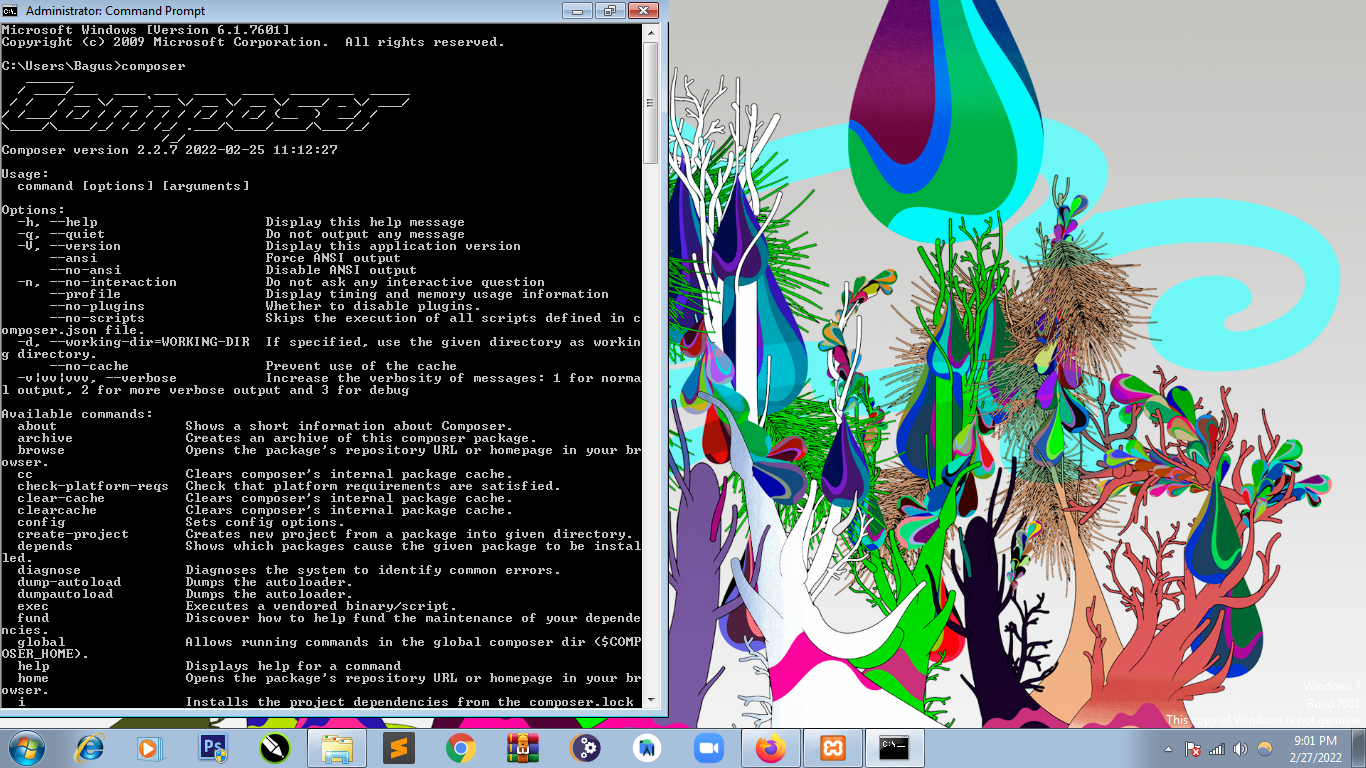 Administrator: Command Prompt
Microsoft Windows [Version 6.1.7601]
Copyright (c) 2009 Microsoft Corporation.  All rights reserved.
C:\Users\Bagus>composer
Composer
Composer version 2.2.7 2022-02-25 11:12:27
Usage:
  command [options] [arguments]
Options:
  -h, --help                     Display this help message
  -q, --quiet                    Do not output any message
  -V, --version                  Display this application version
      --ansi                     Force ANSI output
      --no-ansi                  Disable ANSI output
  -n, --no-interaction           Do not ask any interactive question
      --profile                  Display timing and memory usage information
      --no-plugins               Whether to disable plugins.
      --no-scripts               Skips the execution of all scripts defined in c
omposer.json file.
  -d, --working-dir=WORKING-DIR  If specified, use the given directory as workin
g directory.
      --no-cache                 Prevent use of the cache
  -v|vv|vvv, --verbose           Increase the verbosity of messages: 1 for norma
l output, 2 for more verbose output and 3 for debug
Available commands:
  about                Shows a short information about Composer.
  archive              Creates an archive of this composer package.
  browse               Opens the package's repository URL or homepage in your br
owser.
  cc                   Clears composer's internal package cache.
  check-platform-reqs  Check that platform requirements are satisfied.
  clear-cache          Clears composer's internal package cache.
  clearcache           Clears composer's internal package cache.
  config               Sets config options.
  create-project       Creates new project from a package into given directory.
  depends              Shows which packages cause the given package to be instal
led.
  diagnose             Diagnoses the system to identify common errors.
  dump-autoload        Dumps the autoloader.
  dumpautoload         Dumps the autoloader.
  exec                 Executes a vendored binary/script.
  fund                 Discover how to help fund the maintenance of your depende
ncies.
  global               Allows running commands in the global composer dir ($COMP
OSER_HOME).
  help                 Displays help for a command
  home                 Opens the package's repository URL or homepage in your br
owser.
  i                    Installs the project dependencies from the composer.lock
Windows 7
Build 7601
This copy of Windows is not genuine
Ps
9:01 PM
2/27/2022